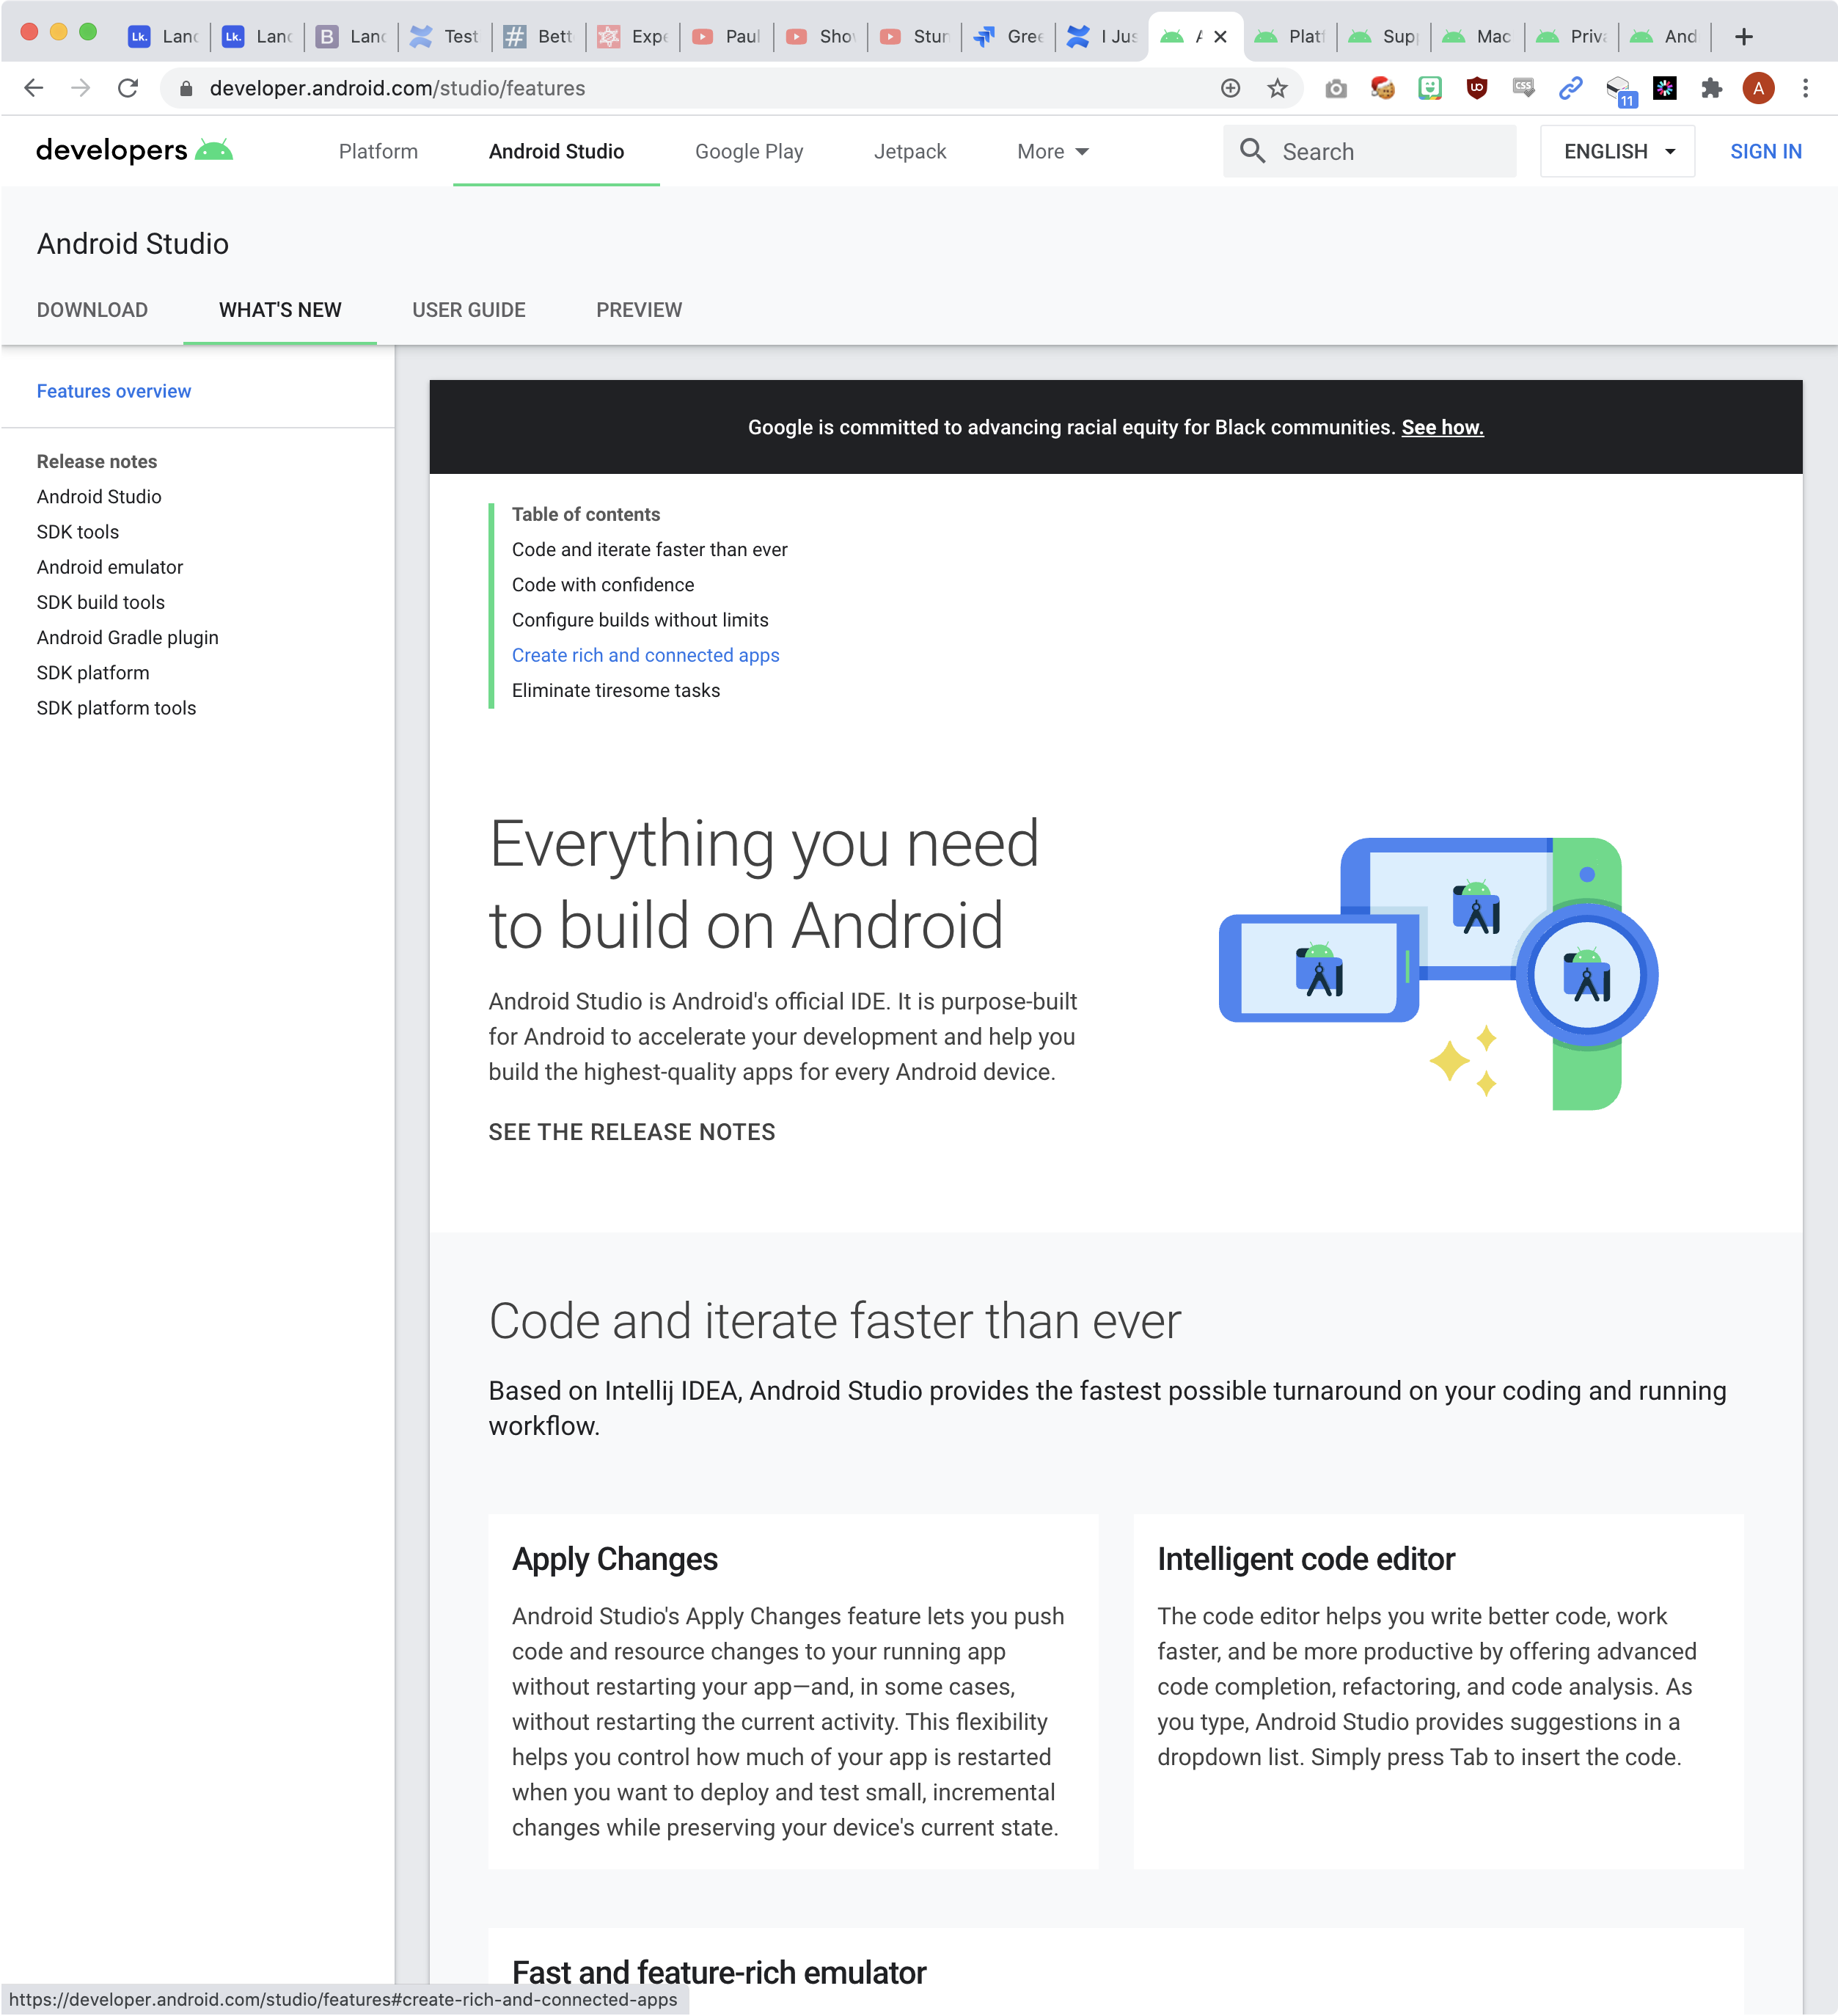 Lk. Lanc
Lk. Lanc
B Lanc
Test
# Bett
Expe
Paul
Shov
Stun
Gree
I Jus
A
Platf
Supp
Mac
Priva
And
developer.android.com/studio/features
CSS
11
A
developers
Platform
Android Studio
Google Play
Jetpack
More
Search
ENGLISH
SIGN IN
Android Studio
DOWNLOAD
WHAT'S NEW
USER GUIDE
PREVIEW
Features overview
Release notes
Android Studio
SDK tools
Android emulator
SDK build tools
Android Gradle plugin
SDK platform
SDK platform tools
Google is committed to advancing racial equity for Black communities. See how.
Table of contents
Code and iterate faster than ever
Code with confidence
Configure builds without limits
Create rich and connected apps
Eliminate tiresome tasks
Everything you need
to build on Android
Android Studio is Android's official IDE. It is purpose-built
for Android to accelerate your development and help you
build the highest-quality apps for every Android device.
SEE THE RELEASE NOTES
Code and iterate faster than ever
Based on Intellij IDEA, Android Studio provides the fastest possible turnaround on your coding and running
workflow.
Apply Changes
Android Studio's Apply Changes feature lets you push
code and resource changes to your running app
without restarting your app—and, in some cases,
without restarting the current activity. This flexibility
helps you control how much of your app is restarted
when you want to deploy and test small, incremental
changes while preserving your device's current state.
Intelligent code editor
The code editor helps you write better code, work
faster, and be more productive by offering advanced
code completion, refactoring, and code analysis. As
you type, Android Studio provides suggestions in a
dropdown list. Simply press Tab to insert the code.
Fast and feature-rich emulator
https://developer.android.com/studio/features#create-rich-and-connected-apps